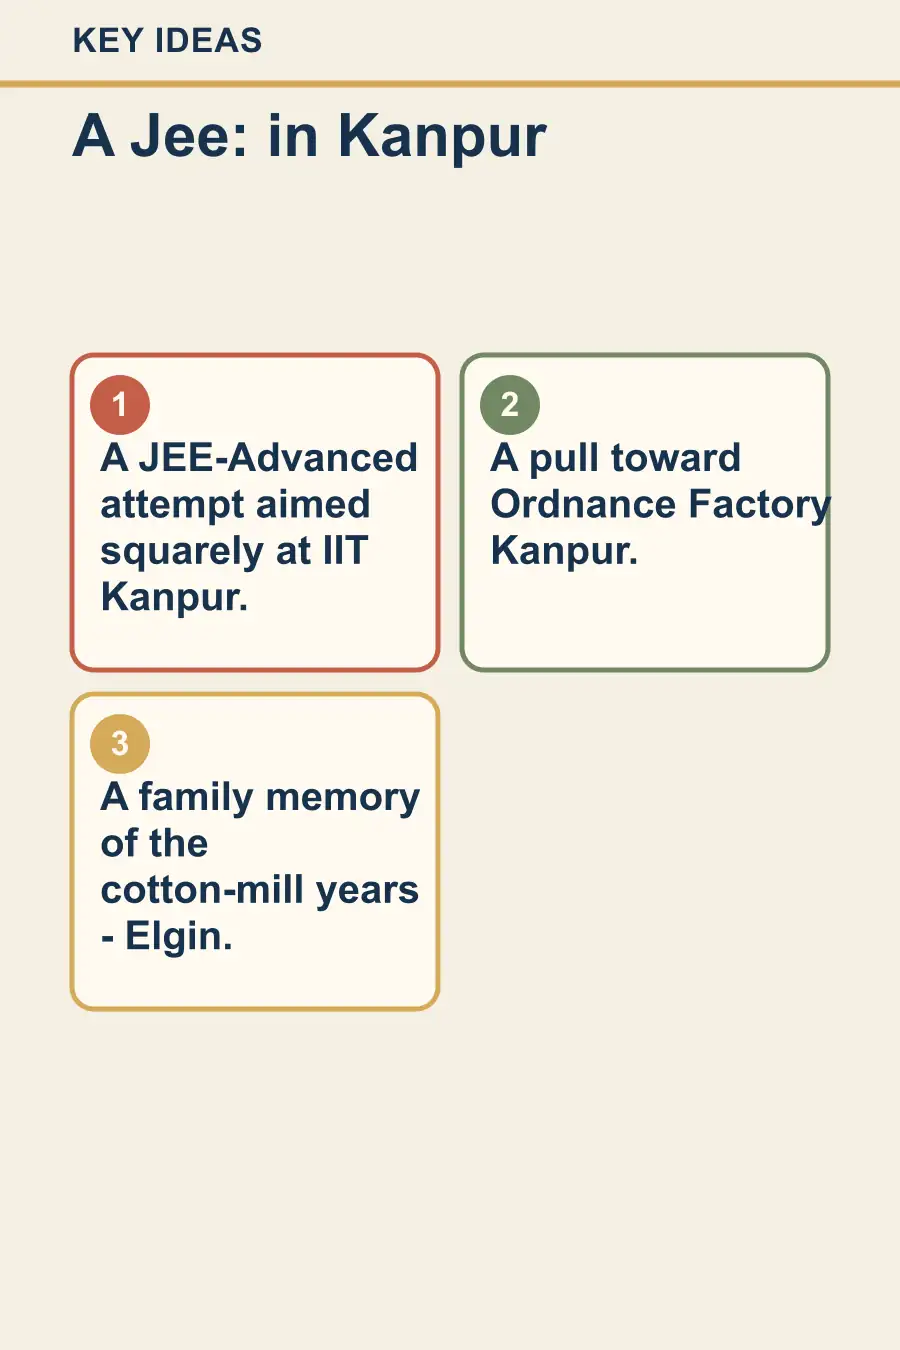 KEY IDEAS
A Jee: in Kanpur
1
A JEE-Advanced
attempt aimed
squarely at IIT
Kanpur.
2
A pull toward
Ordnance Factory
Kanpur.
3
A family memory
of the
cotton-mill years
- Elgin.